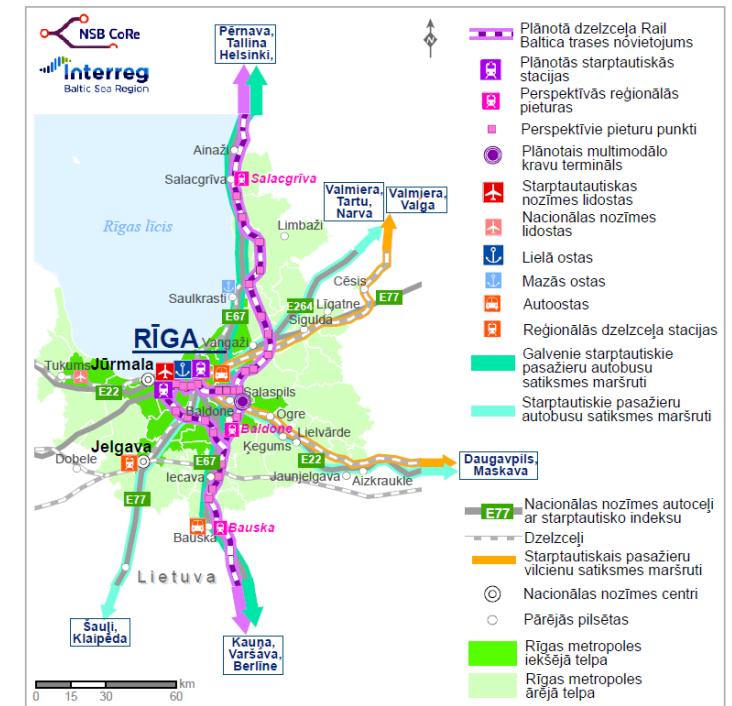 NSB CoRe
Interreg
Baltic Sea Region
Pērnava,
Tallina
Helsinki,
N
Ainaži
Salacgrīva
Salacgrīva
Valmiera,
Tartu,
Narva
Valmiera,
Valga
Rīgas līcis
Limbaži
Cēsis
Saulkrasti
E264
Līgatne
E77
E67
Sigulda
RĪGA
Vangaži
Tukums
Jūrmala
E22
Salaspils
Baldone
Ogre
Baldone
Lielvārde
Jelgava
Ķegums
Dobele
E67
E22
Daugavpils,
Maskava
Iecava
Jaunjelgava
Aizkraukle
E77
Bauska
Bauska
Lietuva
Šauļi,
Klaipēda
Kauņa,
Varšava,
Berlīne
km
0 15 30 60
Plānotā dzelzceļa Rail
Baltica trases novietojums
Plānotās starptautiskās
stacijas
Perspektīvās reģionālās
pieturas
Perspektīvie pieturu punkti
Plānotais multimodālo
kravu termināls
Starptautautiskas
nozīmes lidostas
Nacionālas nozīmes
lidostas
Lielā ostas
Mazās ostas
Autoostas
Reģionālās dzelzceļa stacijas
Galvenie starptautiskie
pasažieru autobusu
satiksmes maršruti
Starptautiskie pasažieru
autobusu satiksmes maršruti
E77
Nacionālas nozīmes autoceļi
ar starptautisko indeksu
Dzelzceļi
Starptautiskais pasažieru
vilcienu satiksmes maršruti
Nacionālas nozīmes centri
Pārējās pilsētas
Rīgas metropoles
iekšējā telpa
Rīgas metropoles
ārējā telpa